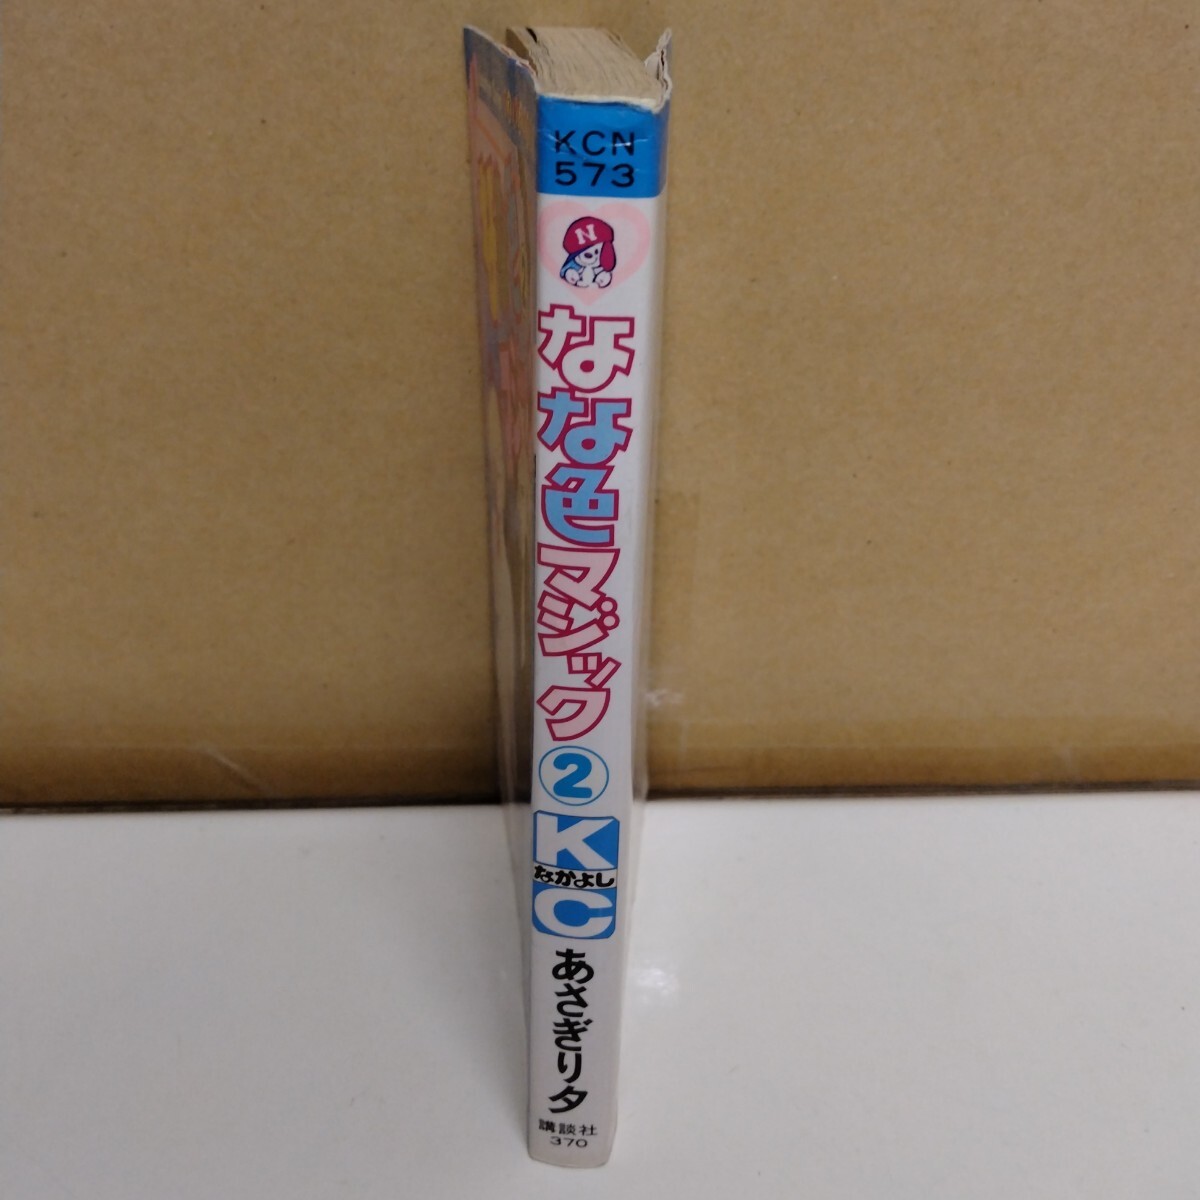 KCN
573
N
なな色マジック
②
K
なかよし
C
あさぎり夕
講談社
370